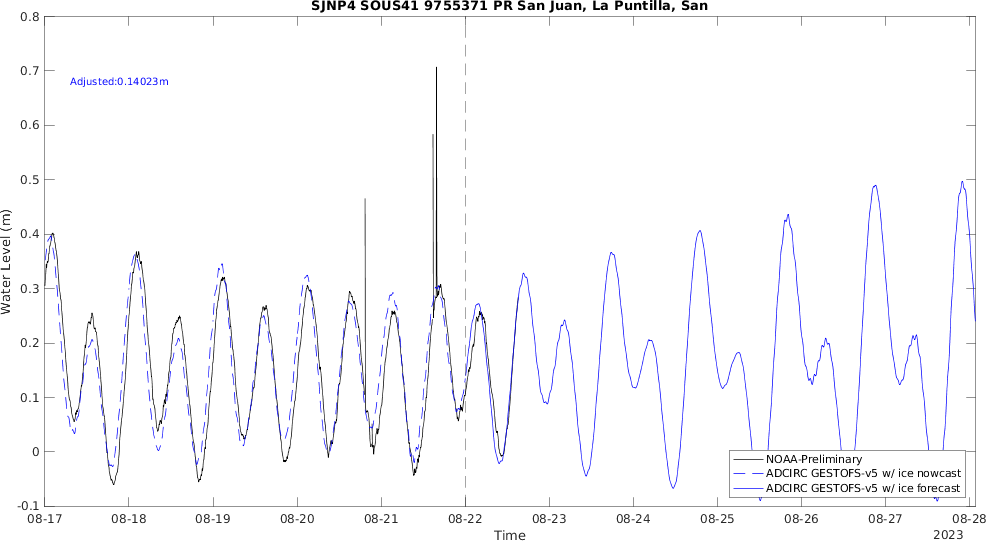 SJNP4 SOUS41 9755371 PR San Juan, La Puntilla, San
Adjusted:0.14023m
Water Level (m)
0.8
0.7
0.6
0.5
0.4
0.3
0.2
0.1
0
-0.1
NOAA-Preliminary
ADCIRC GESTOFS-v5 w/ ice nowcast
ADCIRC GESTOFS-v5 w/ ice forecast
08-17 08-18 08-19 08-20 08-21 08-22 08-23 08-24 08-25 08-26 08-27 08-28
Time
2023